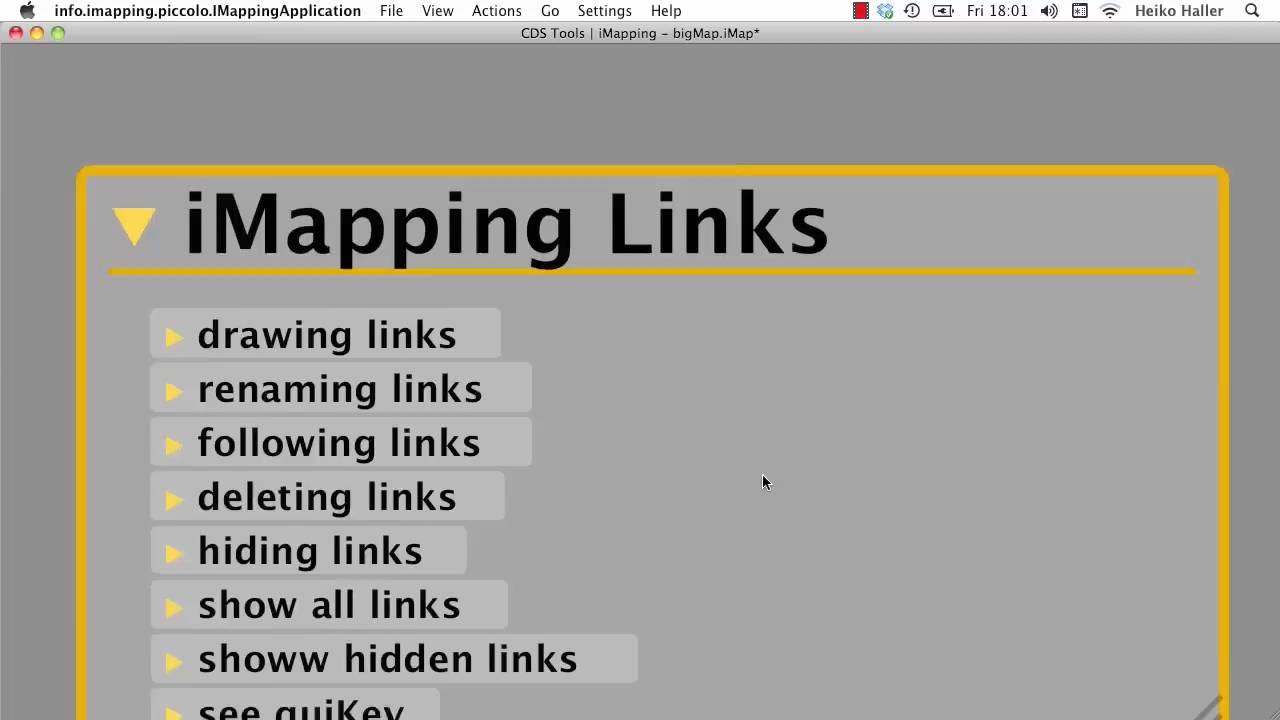 info.imapping.piccolo.IMappingApplication File View Actions Go Settings Help Fri 18:01 Heiko Haller
CDS Tools | iMapping - bigMap.iMap*
iMapping Links
drawing links
renaming links
following links
deleting links
hiding links
show all links
showw hidden links
see quiKey